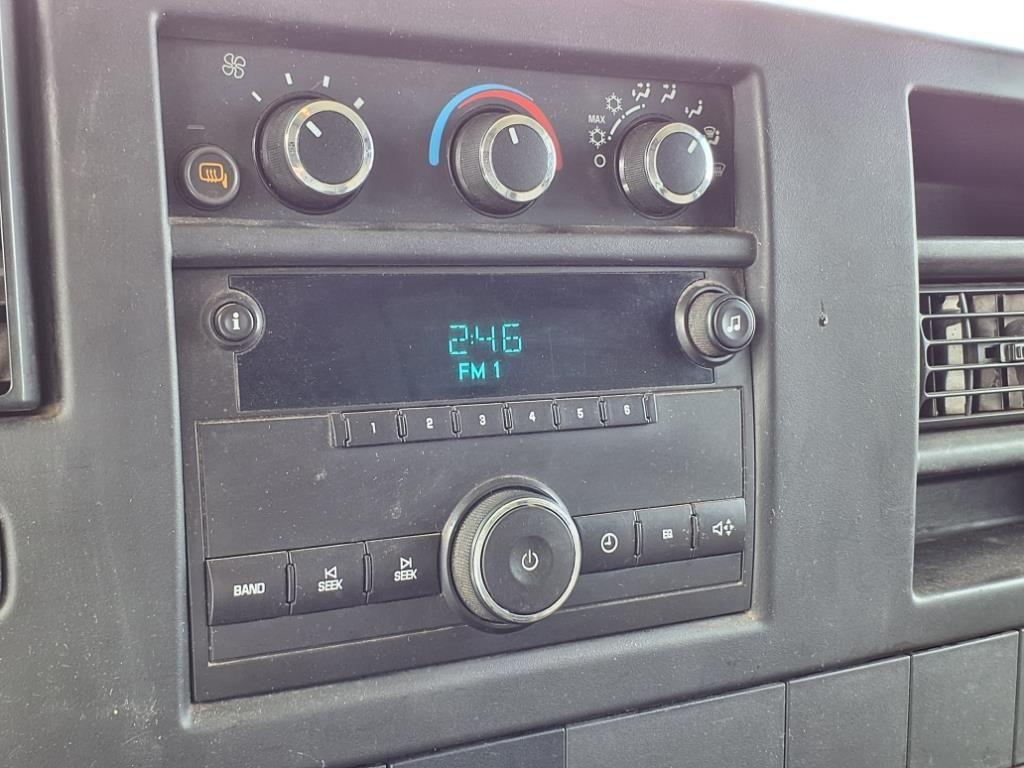 MAX
i
2:46
FM 1
1 2 3 4 5 6
BAND SEEK SEEK EQ